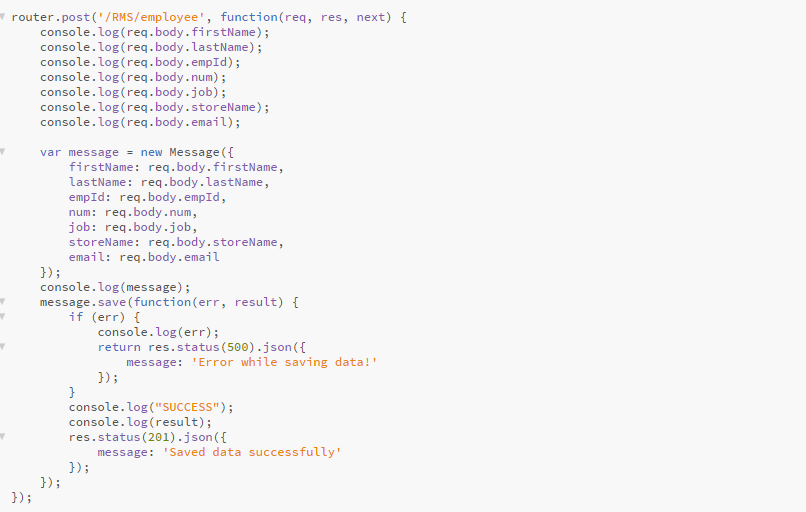 router.post('/RMS/employee', function(req, res, next) {
    console.log(req.body.firstName);
    console.log(req.body.lastName);
    console.log(req.body.empId);
    console.log(req.body.num);
    console.log(req.body.job);
    console.log(req.body.storeName);
    console.log(req.body.email);

    var message = new Message({
        firstName: req.body.firstName,
        lastName: req.body.lastName,
        empId: req.body.empId,
        num: req.body.num,
        job: req.body.job,
        storeName: req.body.storeName,
        email: req.body.email
    });
    console.log(message);
    message.save(function(err, result) {
        if (err) {
            console.log(err);
            return res.status(500).json({
                message: 'Error while saving data!'
            });
        }
        console.log("SUCCESS");
        console.log(result);
        res.status(201).json({
            message: 'Saved data successfully'
        });
    });
});